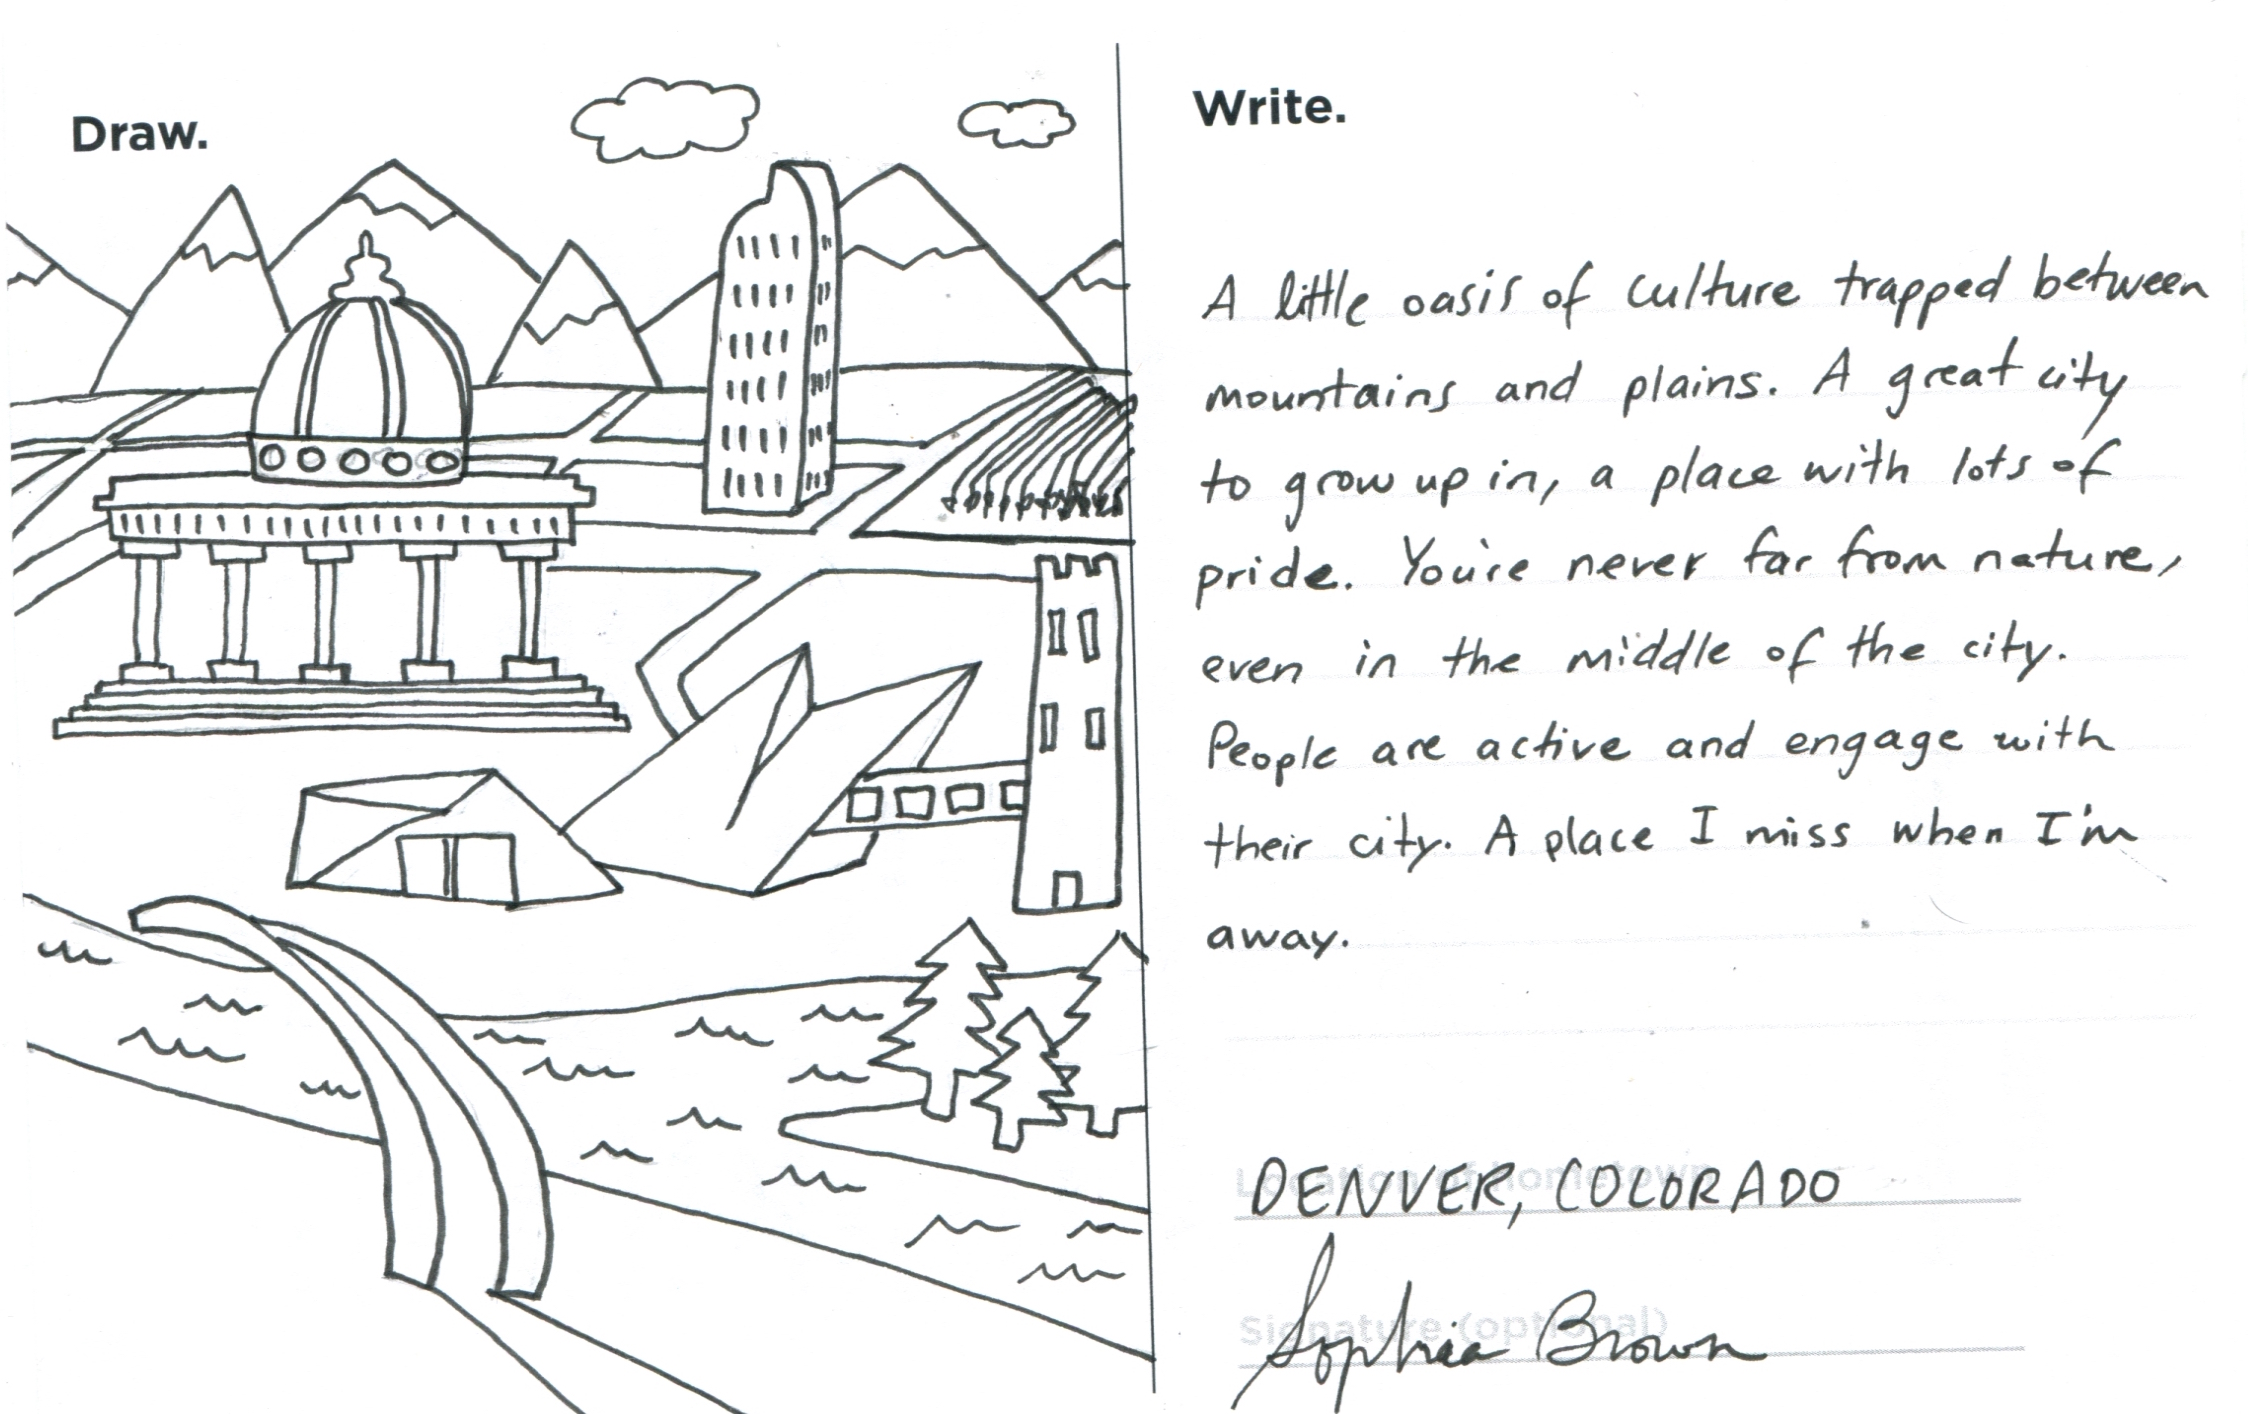 Draw.
Write.
A little oasis of culture trapped between
mountains and plains. A great city
to grow up in, a place with lots of
pride. You're never far from nature,
even in the middle of the city.
People are active and engage with
their city. A place I miss when I'm
away.
Location of hometown
DENVER, COLORADO
Signature (optional)
Sophia Brown